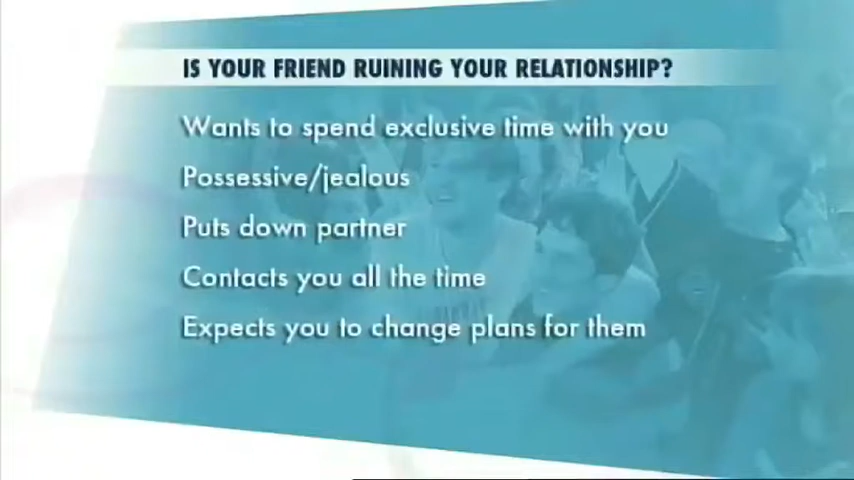 IS YOUR FRIEND RUINING YOUR RELATIONSHIP?
Wants to spend exclusive time with you
Possessive/jealous
Puts down partner
Contacts you all the time
Expects you to change plans for them